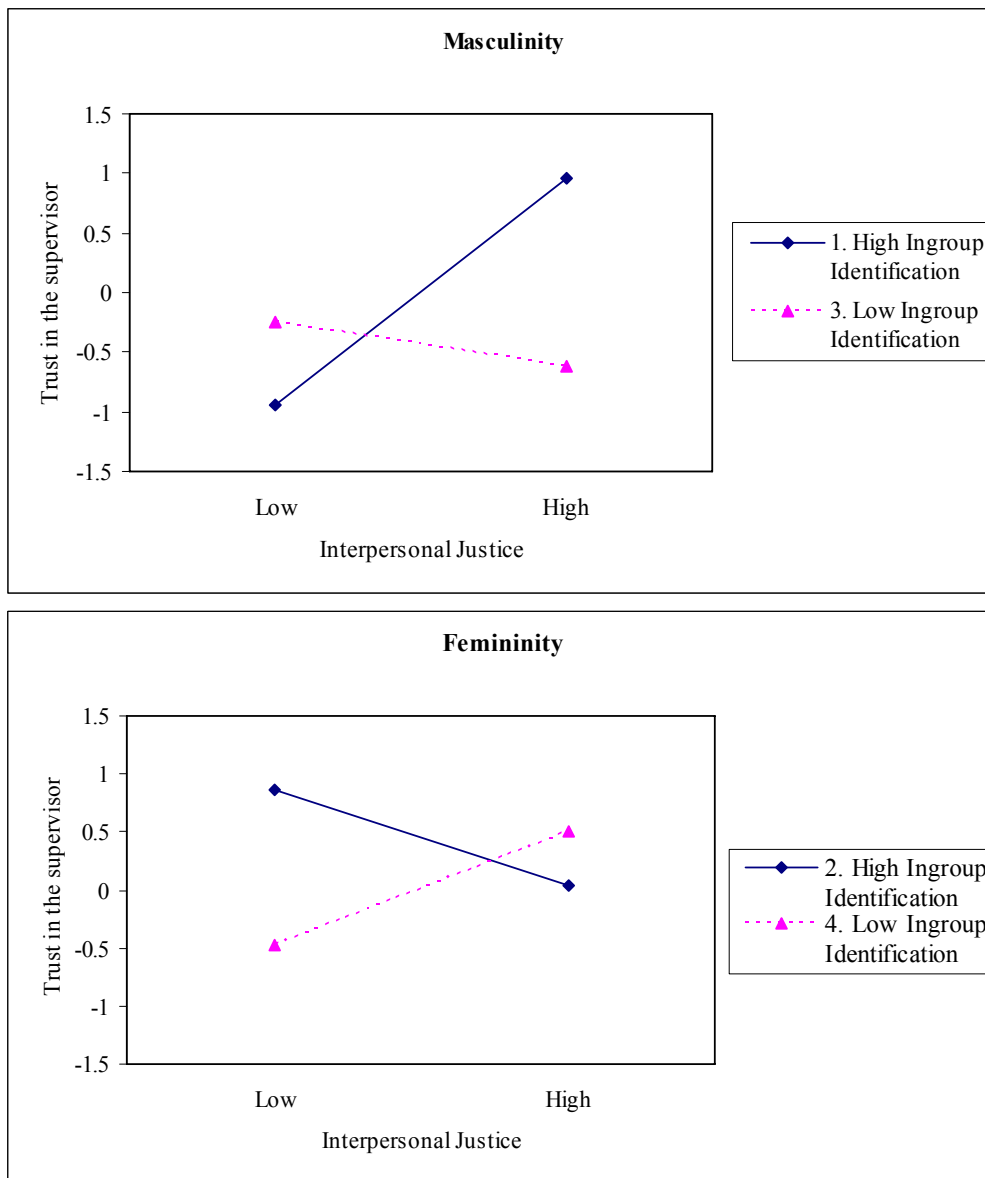 Masculinity
1.5
1
0.5
0
-0.5
-1
-1.5
Trust in the supervisor
Low
High
Interpersonal Justice
1. High Ingroup
Identification
3. Low Ingroup
Identification
Femininity
1.5
1
0.5
0
-0.5
-1
-1.5
Trust in the supervisor
Low
High
Interpersonal Justice
2. High Ingroup
Identification
4. Low Ingroup
Identification